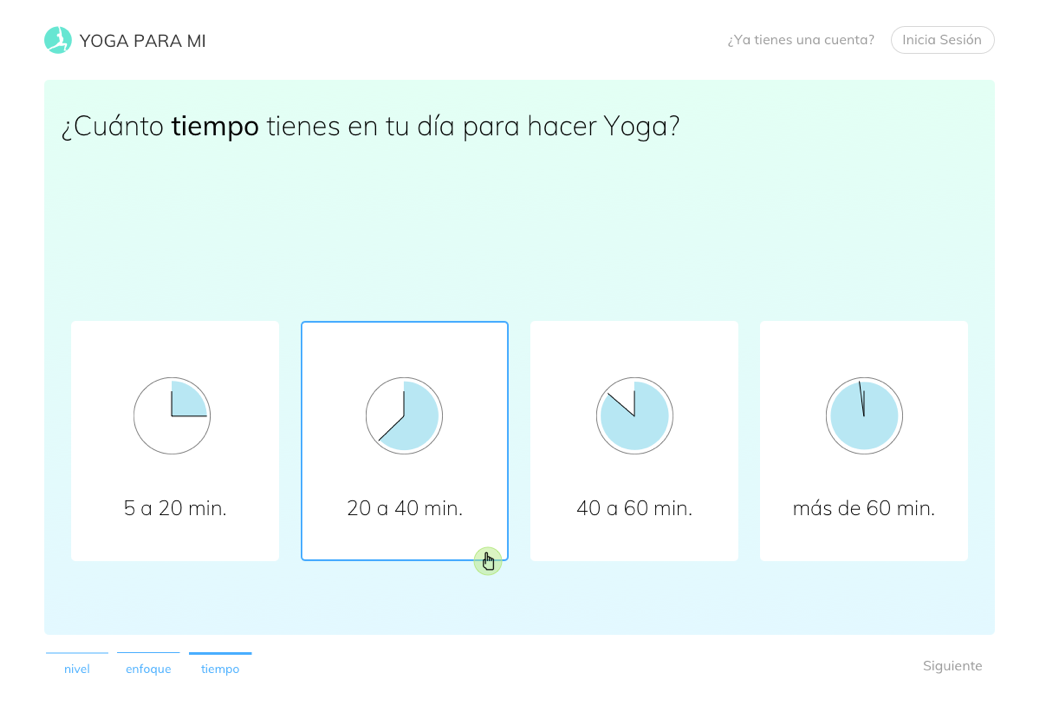 YOGA PARA MI
¿Ya tienes una cuenta?
Inicia Sesión
¿Cuánto tiempo tienes en tu día para hacer Yoga?
5 a 20 min.
20 a 40 min.
40 a 60 min.
más de 60 min.
nivel
enfoque
tiempo
Siguiente